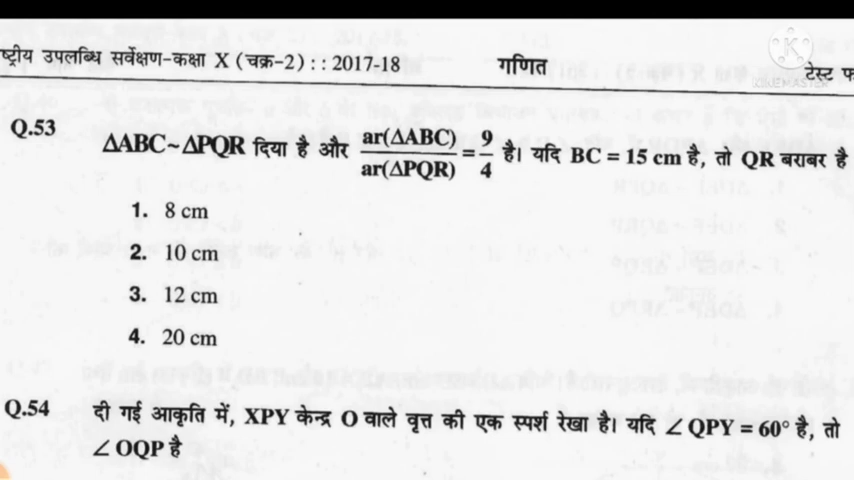 ष्ट्रीय उपलब्धि सर्वेक्षण-कक्षा X (चक्र-2) : : 2017-18 गणित टेस्ट
K
KINEMASTER
Q.53
ΔABC ~ ΔPQR दिया है और ar(ΔABC)/ar(ΔPQR) = 9/4 है। यदि BC = 15 cm है, तो QR बराबर है
1. 8 cm
2. 10 cm
3. 12 cm
4. 20 cm
Q.54 दी गई आकृति में, XPY केन्द्र O वाले वृत्त की एक स्पर्श रेखा है। यदि ∠ QPY = 60° है, तो
∠ OQP है